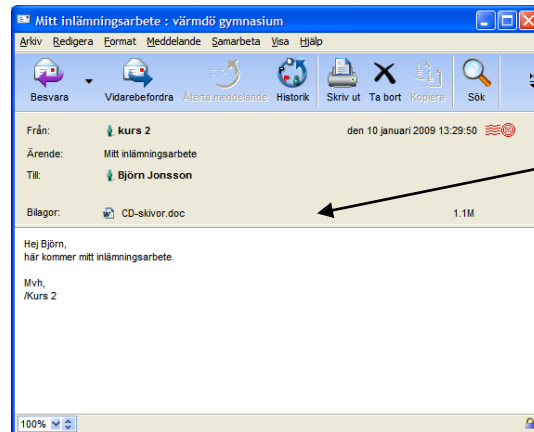 Mitt inlämningsarbete : värmdö gymnasium
Arkiv Redigera Format Meddelande Samarbeta Visa Hjälp
Besvara Vidarebefordra Återta meddelande Historik Skriv ut Ta bort Kopiera Sök
Från: kurs 2 den 10 januari 2009 13:29:50
Ärende: Mitt inlämningsarbete
Till: Björn Jonsson
Bilagor: CD-skivor.doc 1.1M
Hej Björn,
här kommer mitt inlämningsarbete.
Mvh,
/Kurs 2
100%